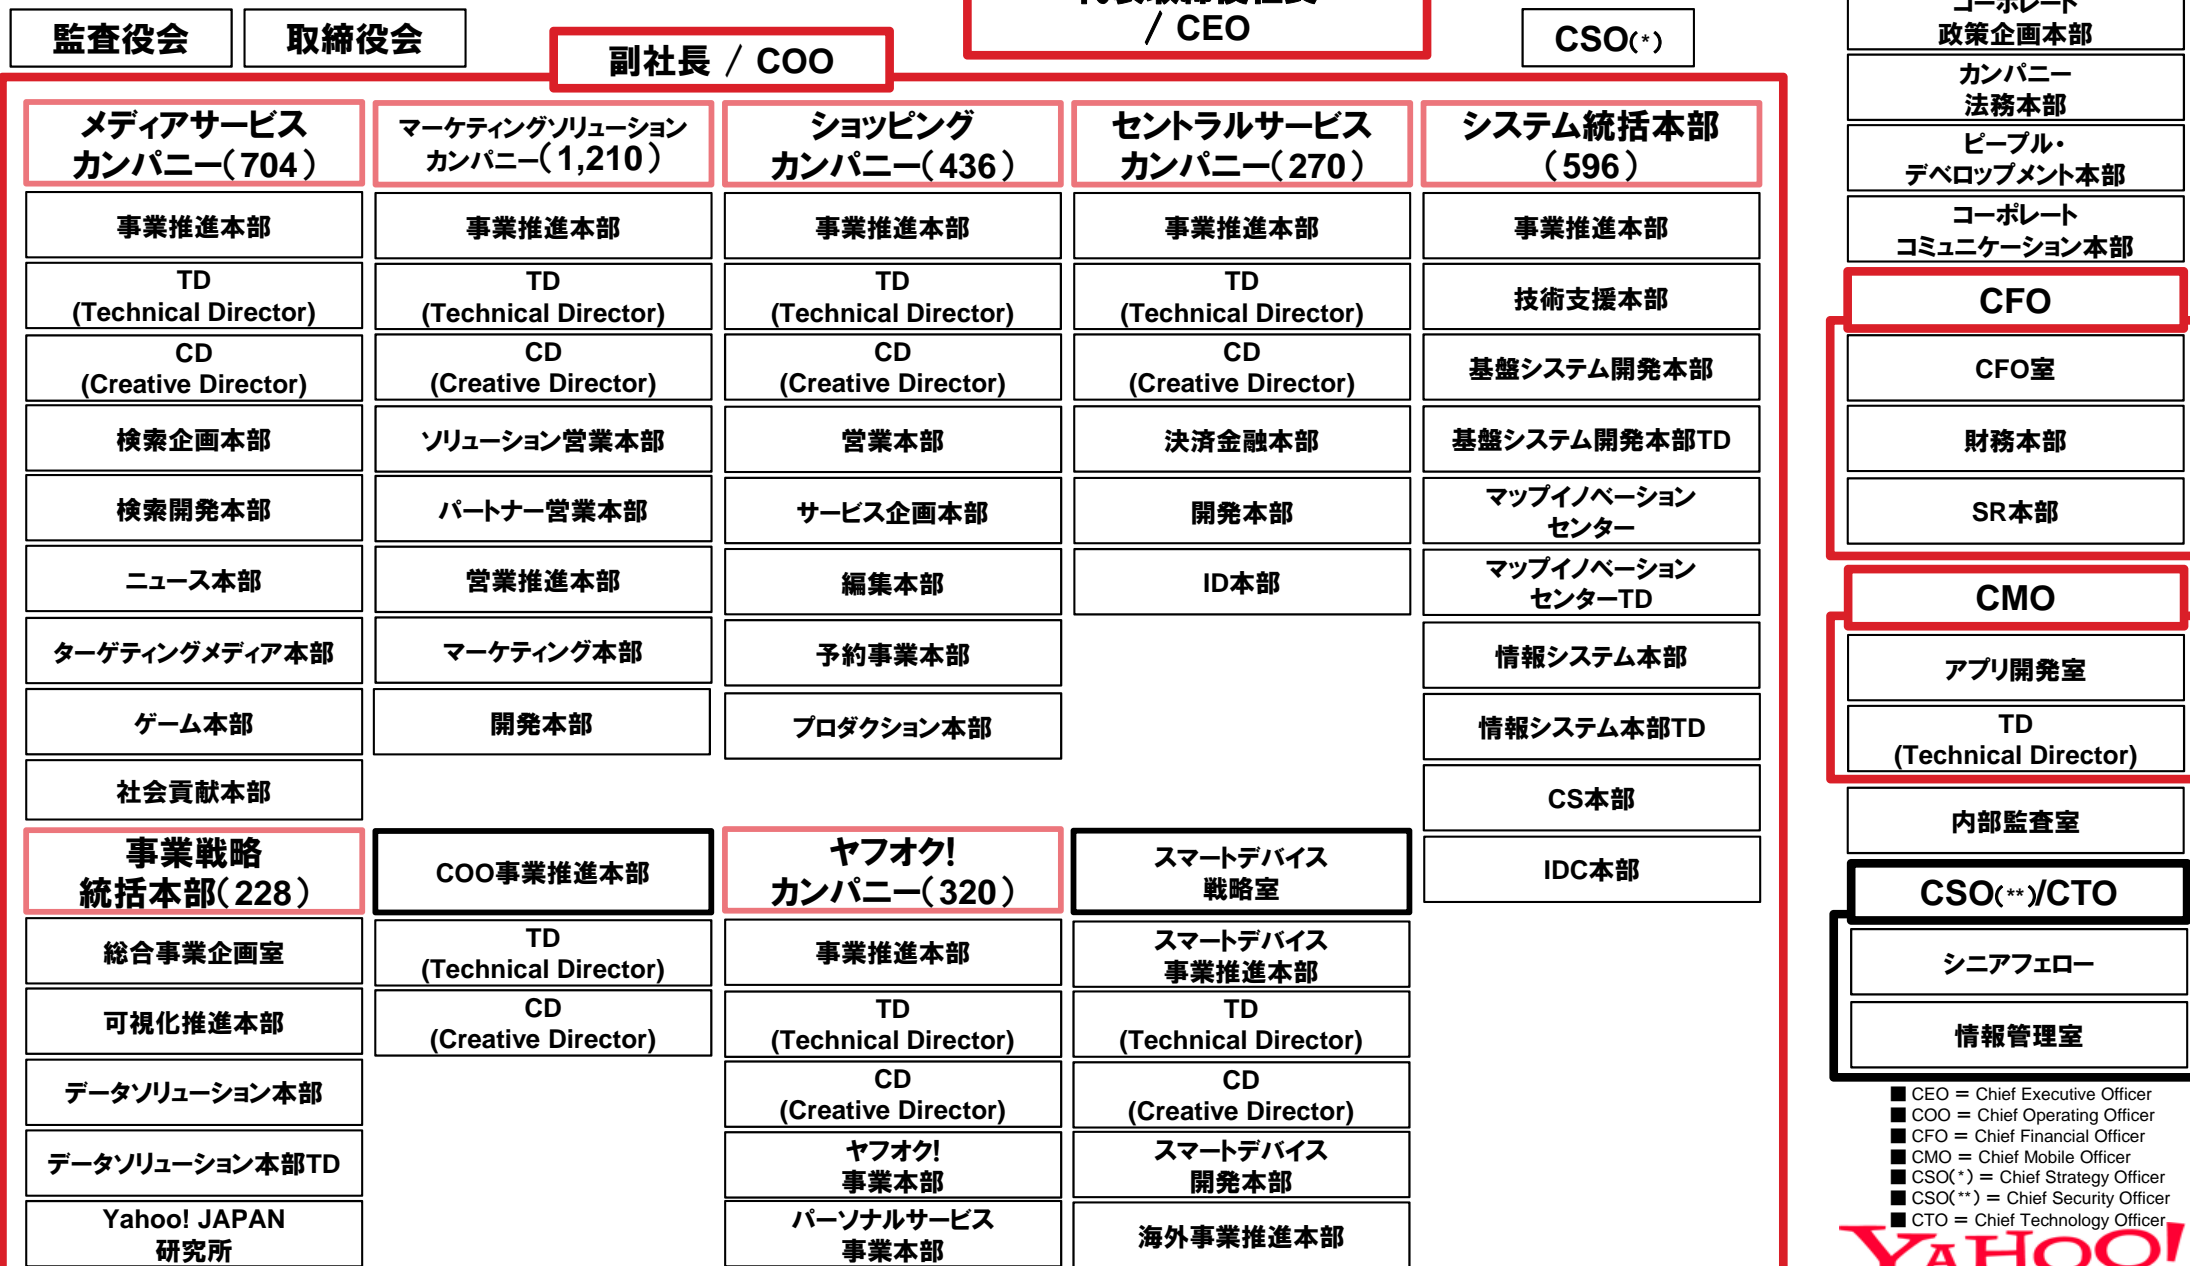 監査役会
取締役会
副社長 / COO
/ CEO
CSO(*)
メディアサービス
カンパニー(704)
事業推進本部
TD
(Technical Director)
CD
(Creative Director)
検索企画本部
検索開発本部
ニュース本部
ターゲティングメディア本部
ゲーム本部
社会貢献本部
マーケティングソリューション
カンパニー(1,210)
事業推進本部
TD
(Technical Director)
CD
(Creative Director)
ソリューション営業本部
パートナー営業本部
営業推進本部
マーケティング本部
開発本部
ショッピング
カンパニー(436)
事業推進本部
TD
(Technical Director)
CD
(Creative Director)
営業本部
サービス企画本部
編集本部
予約事業本部
プロダクション本部
セントラルサービス
カンパニー(270)
事業推進本部
TD
(Technical Director)
CD
(Creative Director)
決済金融本部
開発本部
ID本部
システム統括本部
(596)
事業推進本部
技術支援本部
基盤システム開発本部
基盤システム開発本部TD
マップイノベーション
センター
マップイノベーション
センターTD
情報システム本部
情報システム本部TD
CS本部
IDC本部
事業戦略
統括本部(228)
総合事業企画室
可視化推進本部
データソリューション本部
データソリューション本部TD
Yahoo! JAPAN
研究所
COO事業推進本部
TD
(Technical Director)
CD
(Creative Director)
ヤフオク!
カンパニー(320)
事業推進本部
TD
(Technical Director)
CD
(Creative Director)
ヤフオク!
事業本部
パーソナルサービス
事業本部
スマートデバイス
戦略室
スマートデバイス
事業推進本部
TD
(Technical Director)
CD
(Creative Director)
スマートデバイス
開発本部
海外事業推進本部
コーポレート
政策企画本部
カンパニー
法務本部
ピープル・
デベロップメント本部
コーポレート
コミュニケーション本部
CFO
CFO室
財務本部
SR本部
CMO
アプリ開発室
TD
(Technical Director)
内部監査室
CSO(**)/CTO
シニアフェロー
情報管理室
■ CEO = Chief Executive Officer
■ COO = Chief Operating Officer
■ CFO = Chief Financial Officer
■ CMO = Chief Mobile Officer
■ CSO(*) = Chief Strategy Officer
■ CSO(**) = Chief Security Officer
■ CTO = Chief Technology Officer
YAHOO!